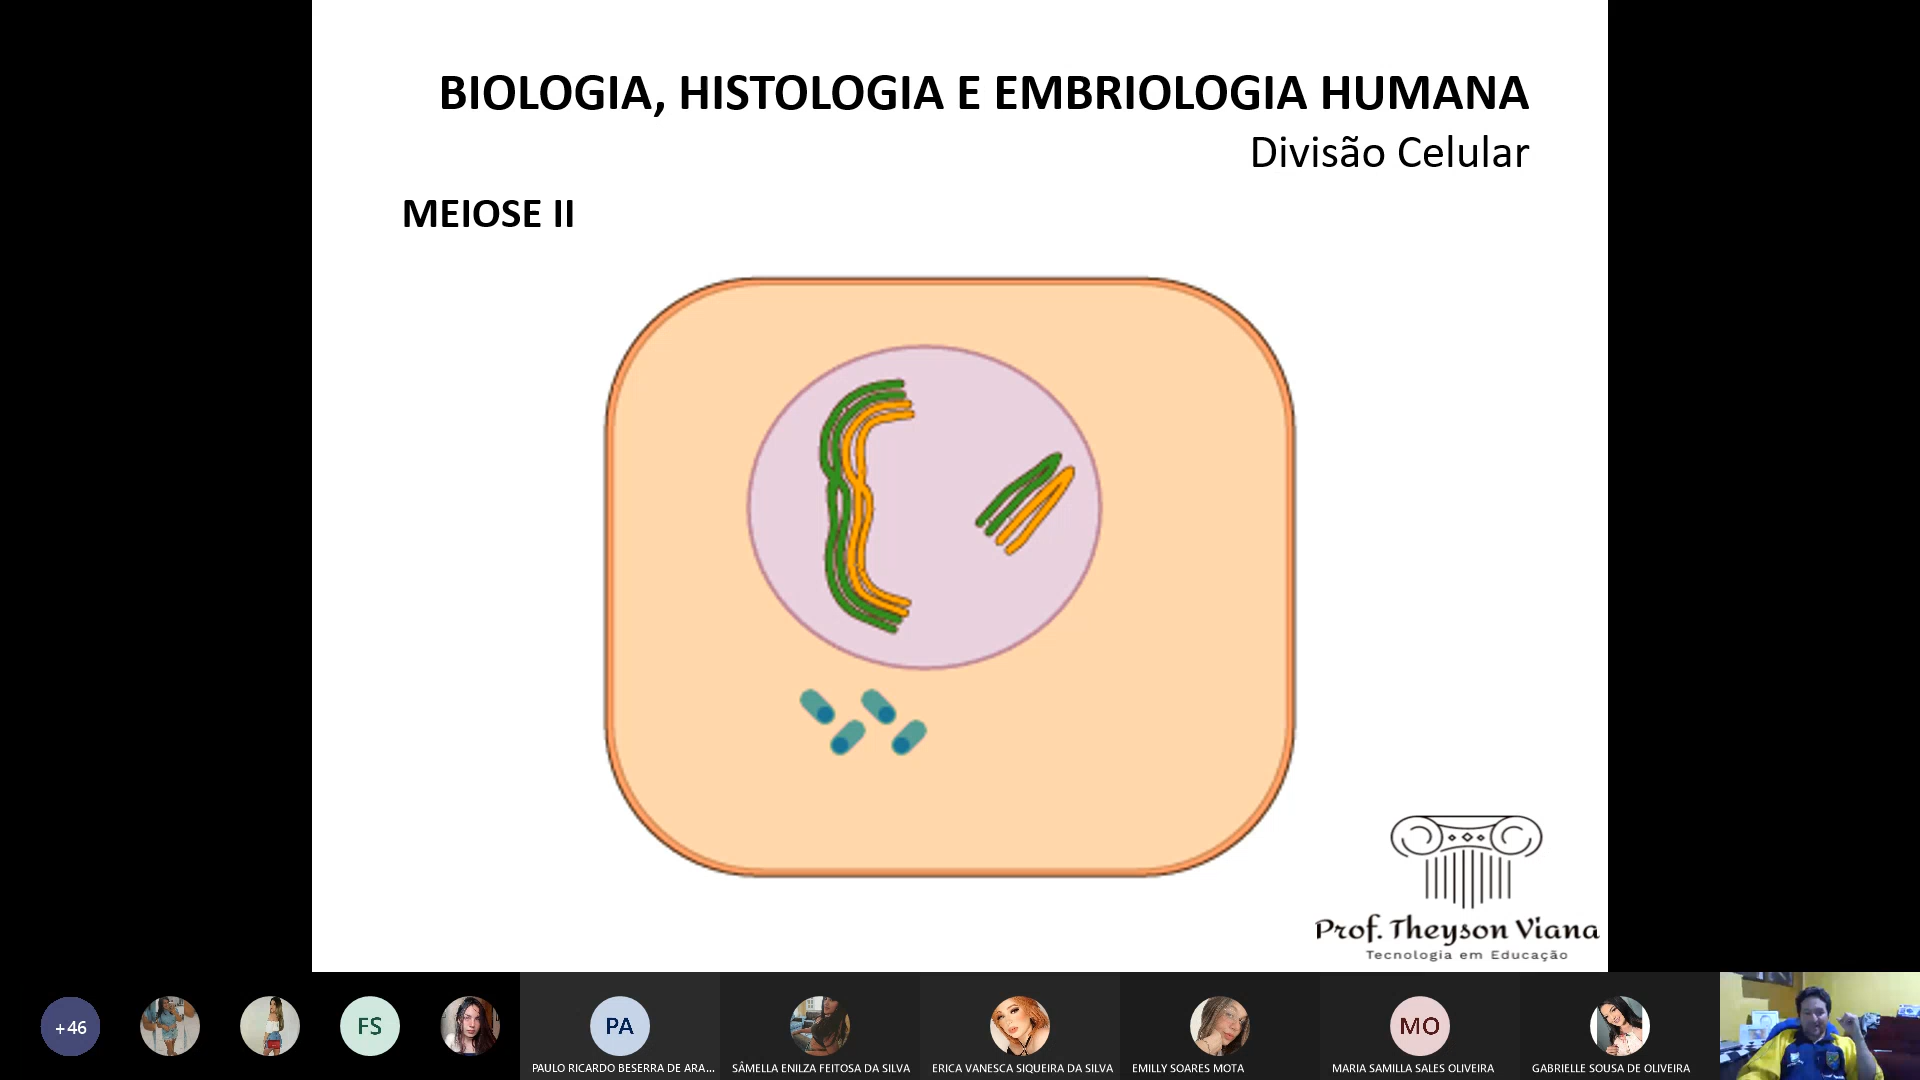 BIOLOGIA, HISTOLOGIA E EMBRIOLOGIA HUMANA
Divisão Celular
MEIOSE II
Prof. Theyson Viana
Tecnologia em Educação
+46
FS
PA
MO
PAULO RICARDO BESERRA DE ARA...
SÂMELLA ENILZA FEITOSA DA SILVA
ERICA VANESCA SIQUEIRA DA SILVA
EMILLY SOARES MOTA
MARIA SAMILLA SALES OLIVEIRA
GABRIELLE SOUSA DE OLIVEIRA